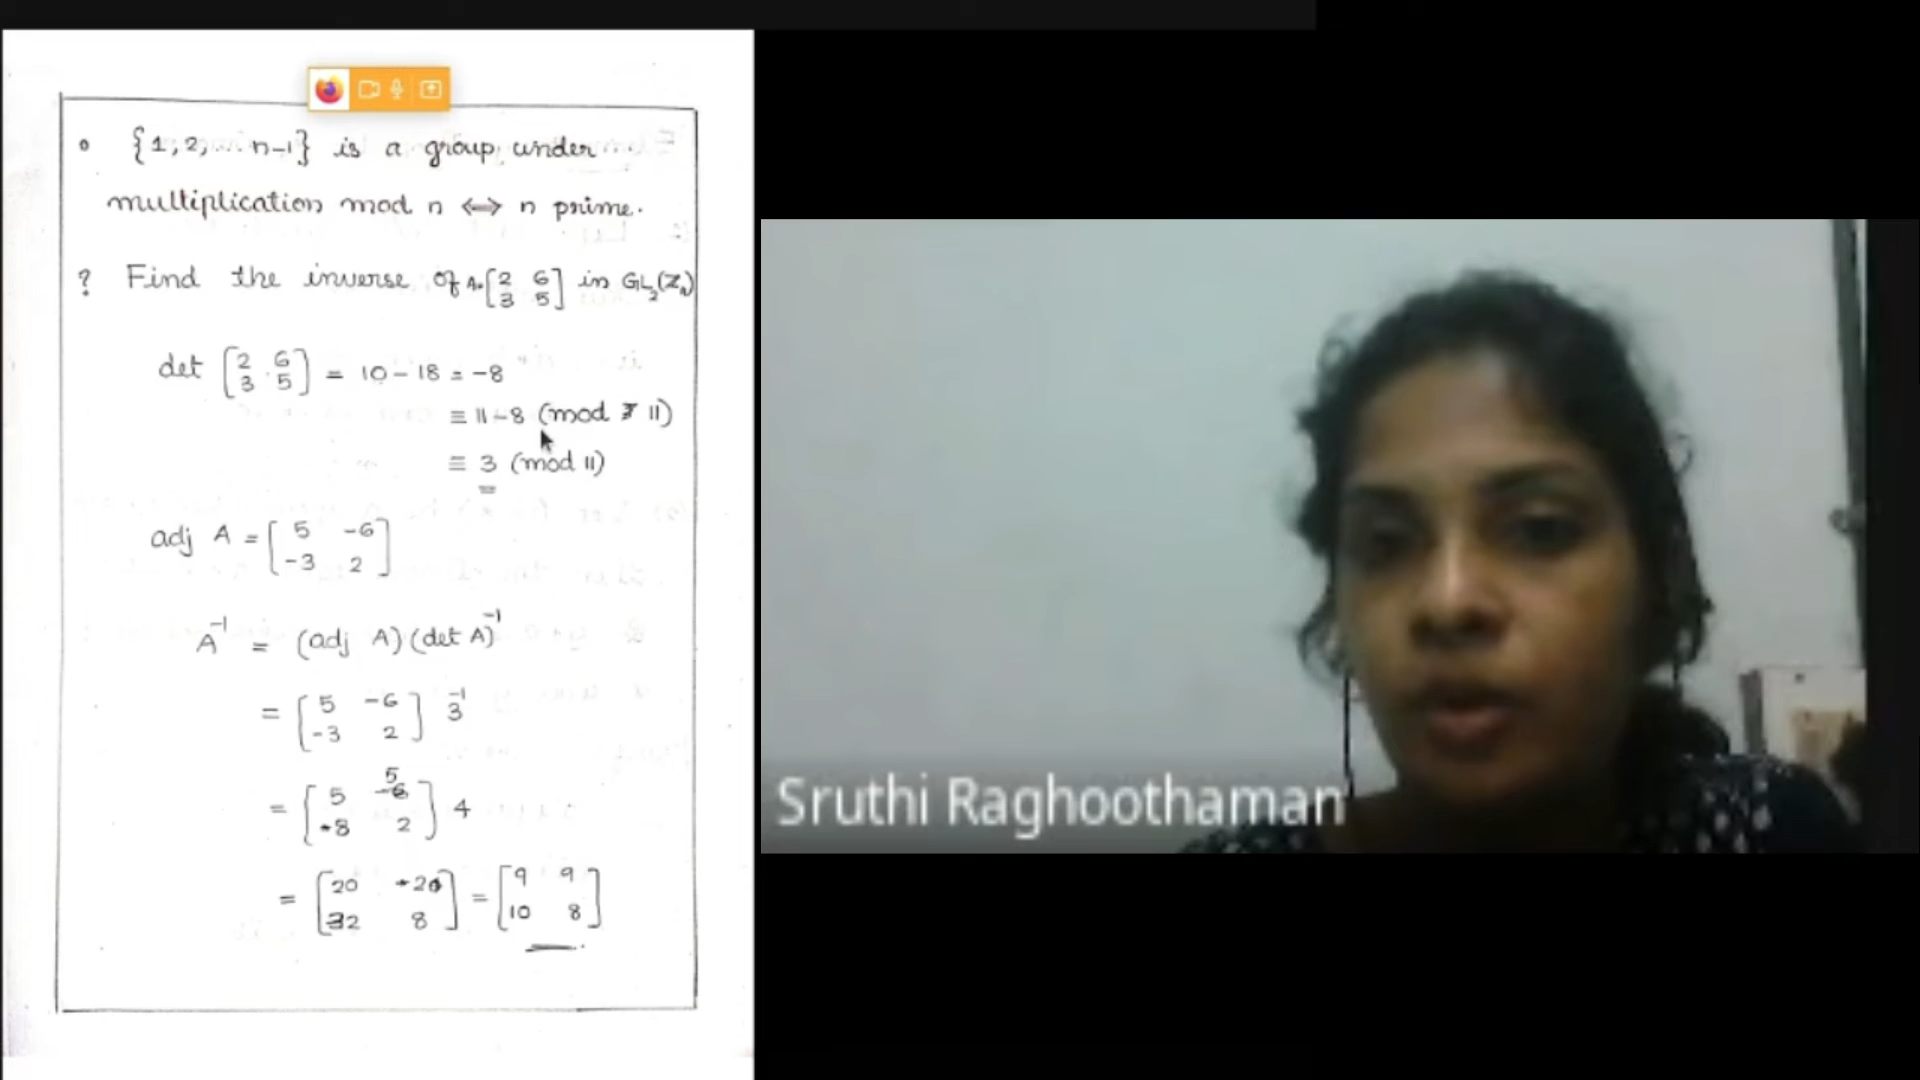 {1, 2, ... n-1} is a group under
multiplication mod n ⟺ n prime.
? Find the inverse of A = [2 6; 3 5] in GL₂(Z₁₁)
det [2 6; 3 5] = 10 - 18 = -8
≡ 11-8 (mod 11)
≡ 3 (mod 11)
adj A = [5 -6; -3 2]
A⁻¹ = (adj A) (det A)⁻¹
= [5 -6; -3 2] 3⁻¹
= [5 5; 8 2] 4
= [20 20; 32 8] = [9 9; 10 8]
Sruthi Raghoothaman